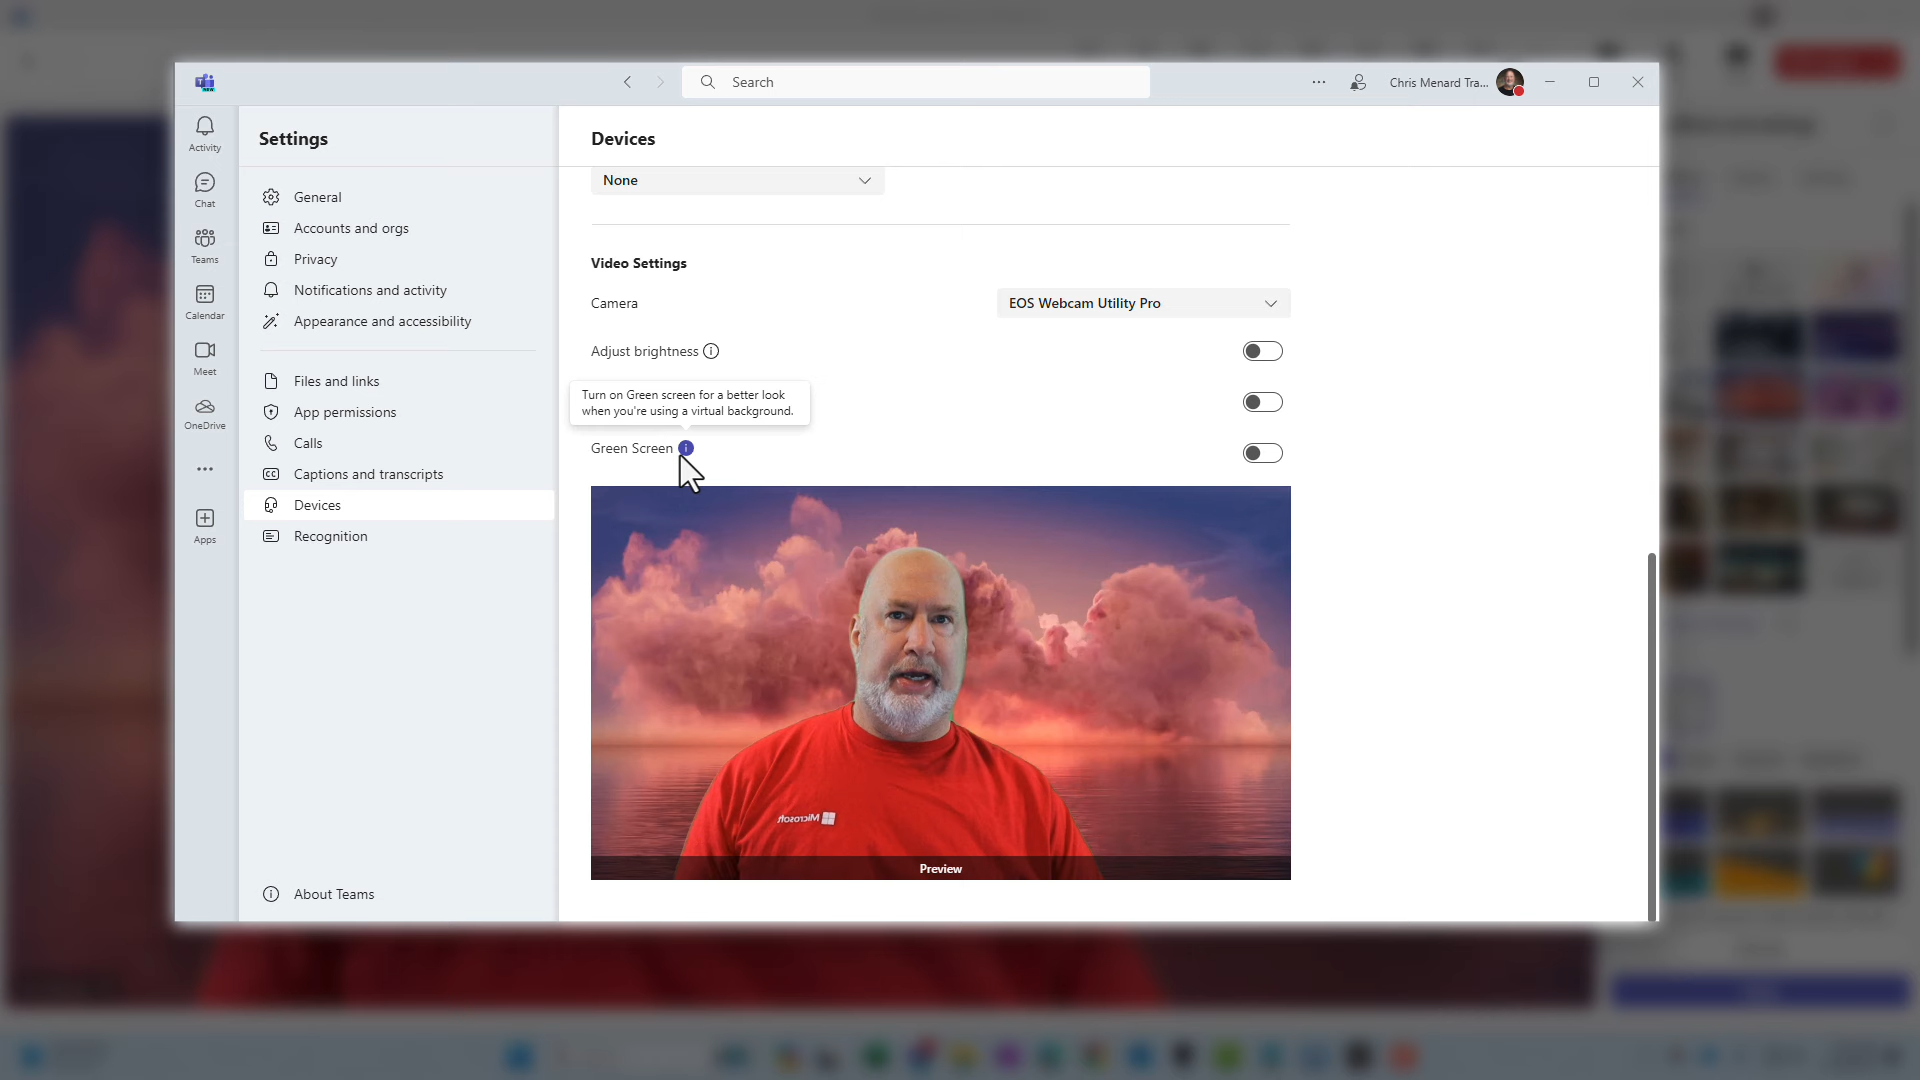 Search
Chris Menard Tra...
Activity
Chat
Teams
Calendar
Meet
OneDrive
Apps
Settings
General
Accounts and orgs
Privacy
Notifications and activity
Appearance and accessibility
Files and links
App permissions
Calls
Captions and transcripts
Devices
Recognition
About Teams
Devices
None
Video Settings
Camera
EOS Webcam Utility Pro
Adjust brightness
Turn on Green screen for a better look
when you're using a virtual background.
Green Screen
Microsoft
Preview